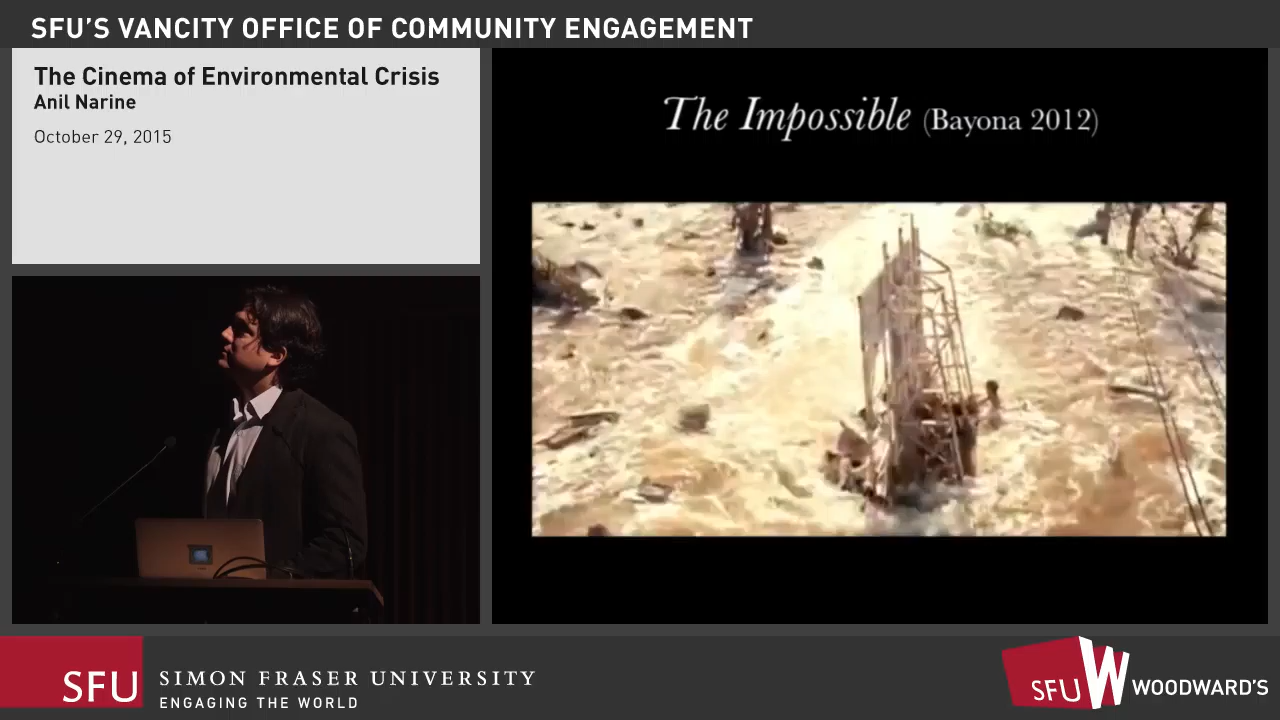 SFU'S VANCITY OFFICE OF COMMUNITY ENGAGEMENT
The Cinema of Environmental Crisis
Anil Narine
October 29, 2015
The Impossible (Bayona 2012)
SFU
SIMON FRASER UNIVERSITY
ENGAGING THE WORLD
SFU W WOODWARD'S